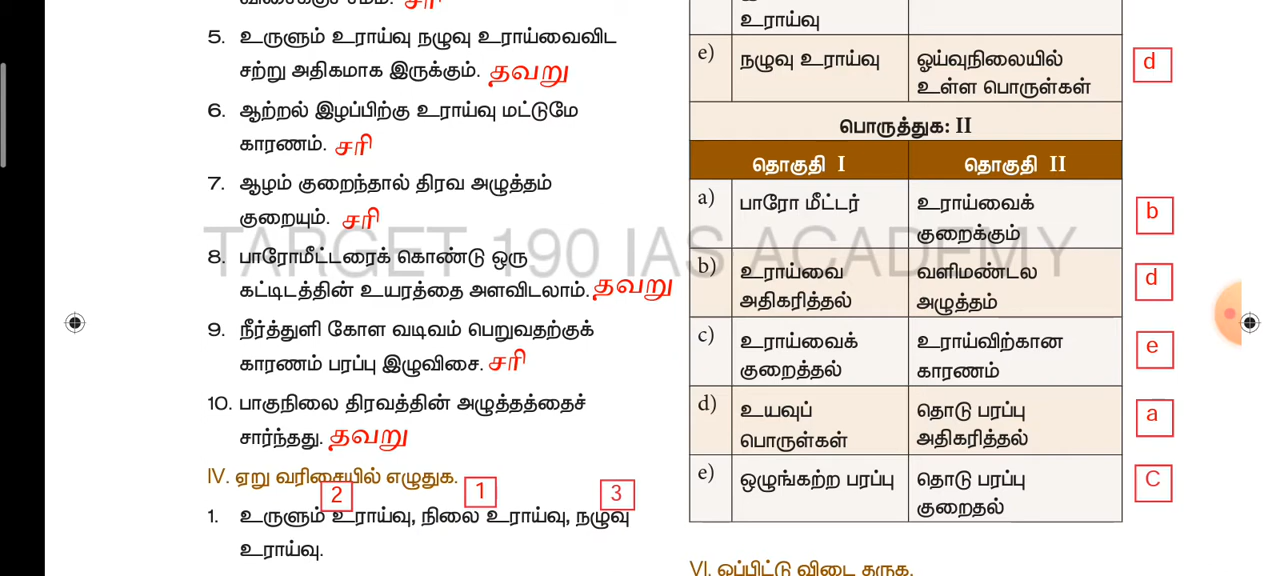 விசைக்குச் சமம். சரி
5. உருளும் உராய்வு நழுவு உராய்வைவிட
சற்று அதிகமாக இருக்கும். தவறு
6. ஆற்றல் இழப்பிற்கு உராய்வு மட்டுமே
காரணம். சரி
7. ஆழம் குறைந்தால் திரவ அழுத்தம்
குறையும். சரி
8. பாரோமீட்டரைக் கொண்டு ஒரு
கட்டிடத்தின் உயரத்தை அளவிடலாம். தவறு
9. நீர்த்துளி கோள வடிவம் பெறுவதற்குக்
காரணம் பரப்பு இழுவிசை. சரி
10. பாகுநிலை திரவத்தின் அழுத்தத்தைச்
சார்ந்தது. தவறு
IV. ஏறு வரிசையில் எழுதுக.
2 1 3
1. உருளும் உராய்வு, நிலை உராய்வு, நழுவு
உராய்வு.
உராய்வு
e) நழுவு உராய்வு ஓய்வுநிலையில் d
உள்ள பொருள்கள்
பொருத்துக: II
தொகுதி I தொகுதி II
a) பாரோ மீட்டர் உராய்வைக் b
குறைக்கும்
b) உராய்வை வளிமண்டல d
அதிகரித்தல் அழுத்தம்
c) உராய்வைக் உராய்விற்கான e
குறைத்தல் காரணம்
d) உயவுப் தொடு பரப்பு a
பொருள்கள் அதிகரித்தல்
e) ஒழுங்கற்ற பரப்பு தொடு பரப்பு C
குறைதல்
VI. ஒப்பிட்டு விடை தருக.
TARGET 190 IAS ACADEMY